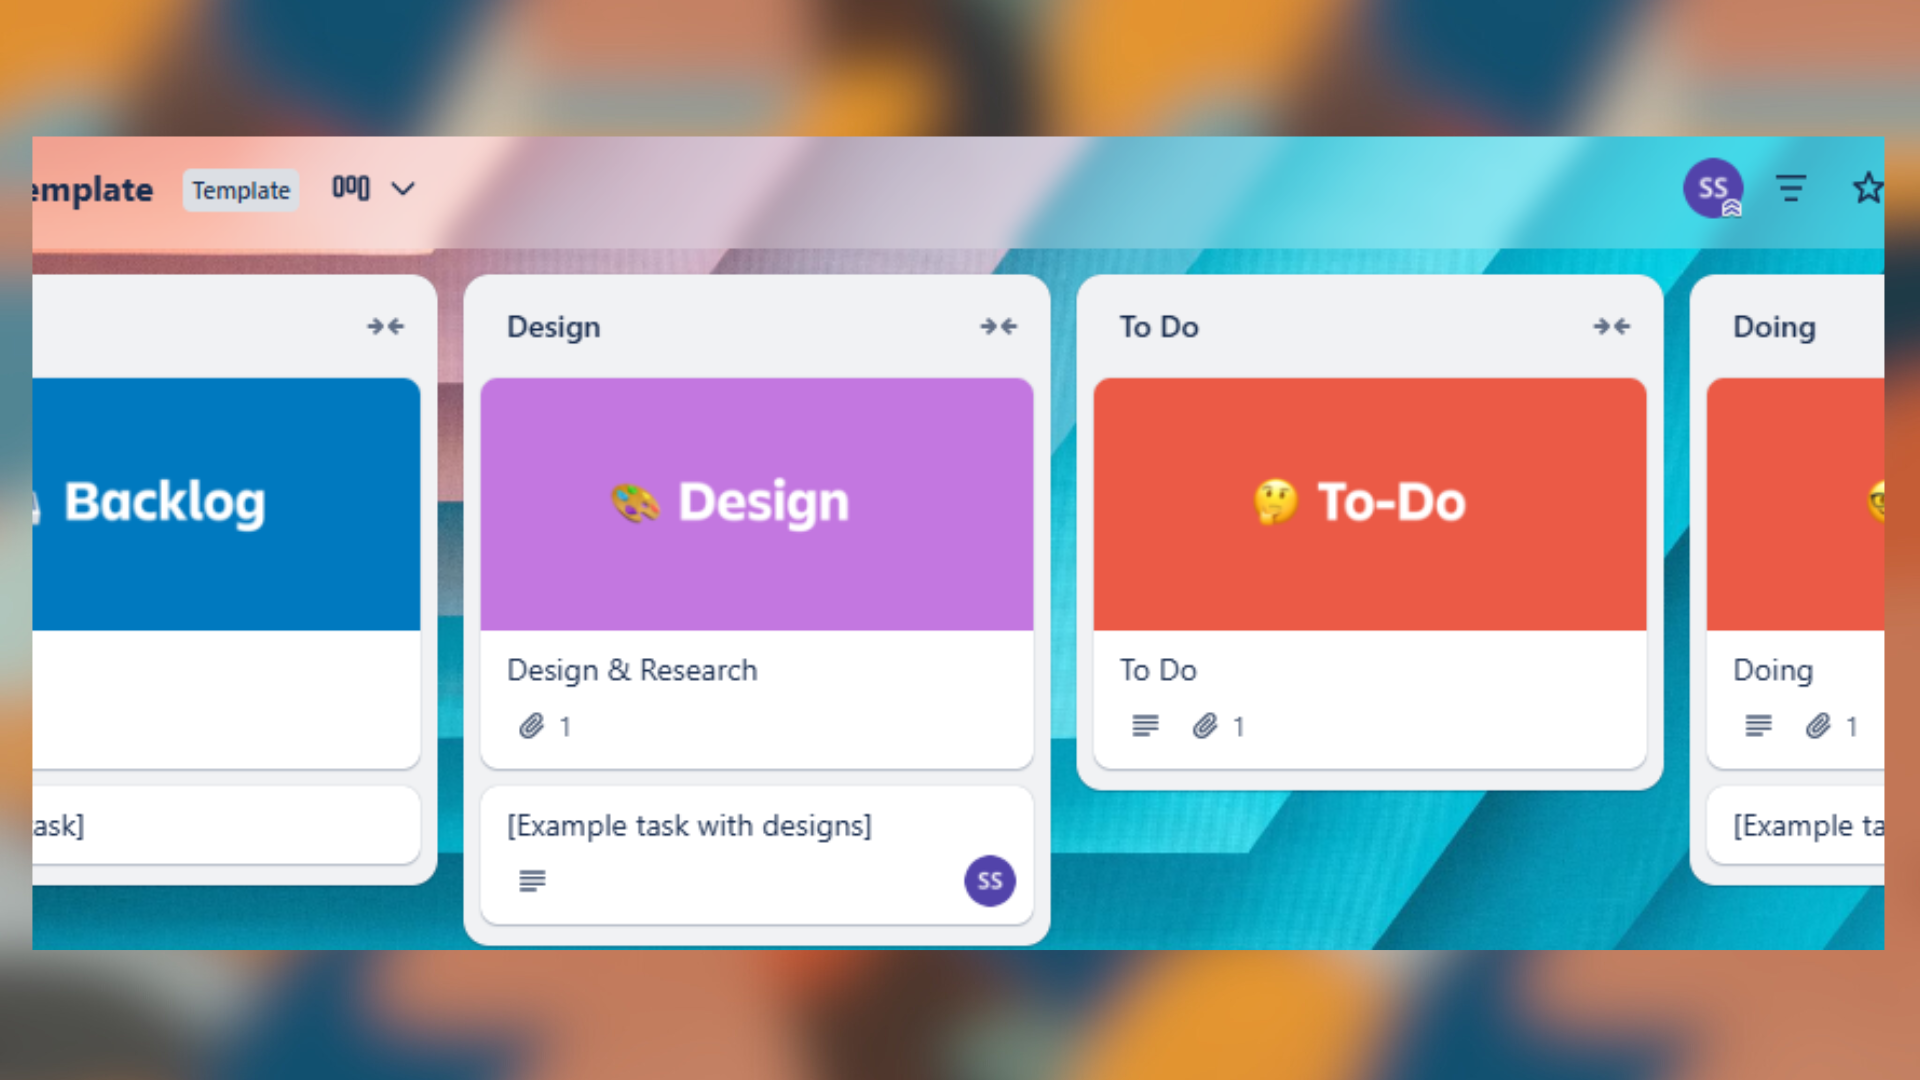 emplate Template SS
Design
To Do
Doing
Backlog
🎨 Design
🤔 To-Do
Design & Research
1
To Do
1
Doing
1
ask]
[Example task with designs]
SS
[Example ta